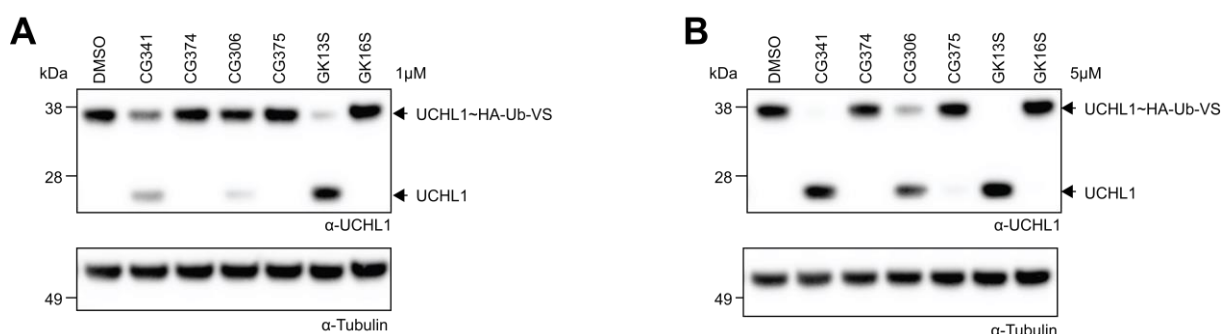 A
kDa
DMSO
CG341
CG374
CG306
CG375
GK13S
GK16S
1μM
38
UCHL1~HA-Ub-VS
28
UCHL1
α-UCHL1
49
α-Tubulin
B
kDa
DMSO
CG341
CG374
CG306
CG375
GK13S
GK16S
5μM
38
UCHL1~HA-Ub-VS
28
UCHL1
α-UCHL1
49
α-Tubulin